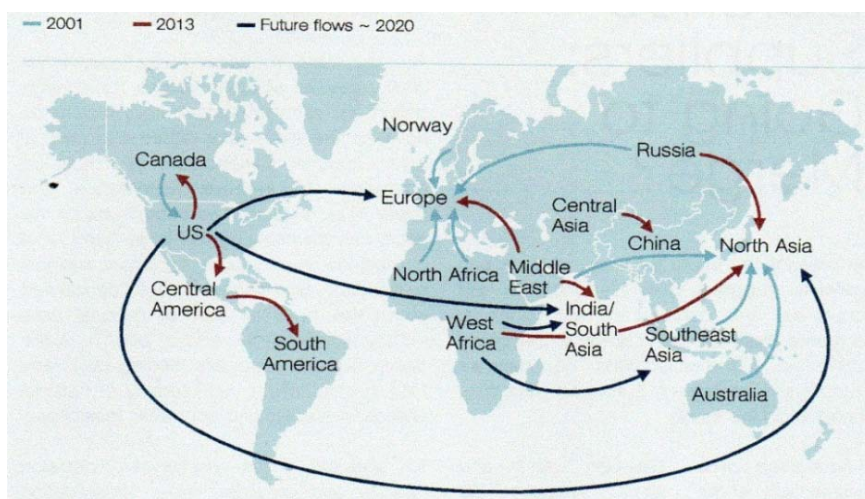 2001 2013 Future flows ~ 2020
Norway
Canada
Russia
Europe
Central
Asia
US
China
North Asia
North Africa
Middle
East
Central
America
India/
South
Asia
West
Africa
Southeast
Asia
South
America
Australia